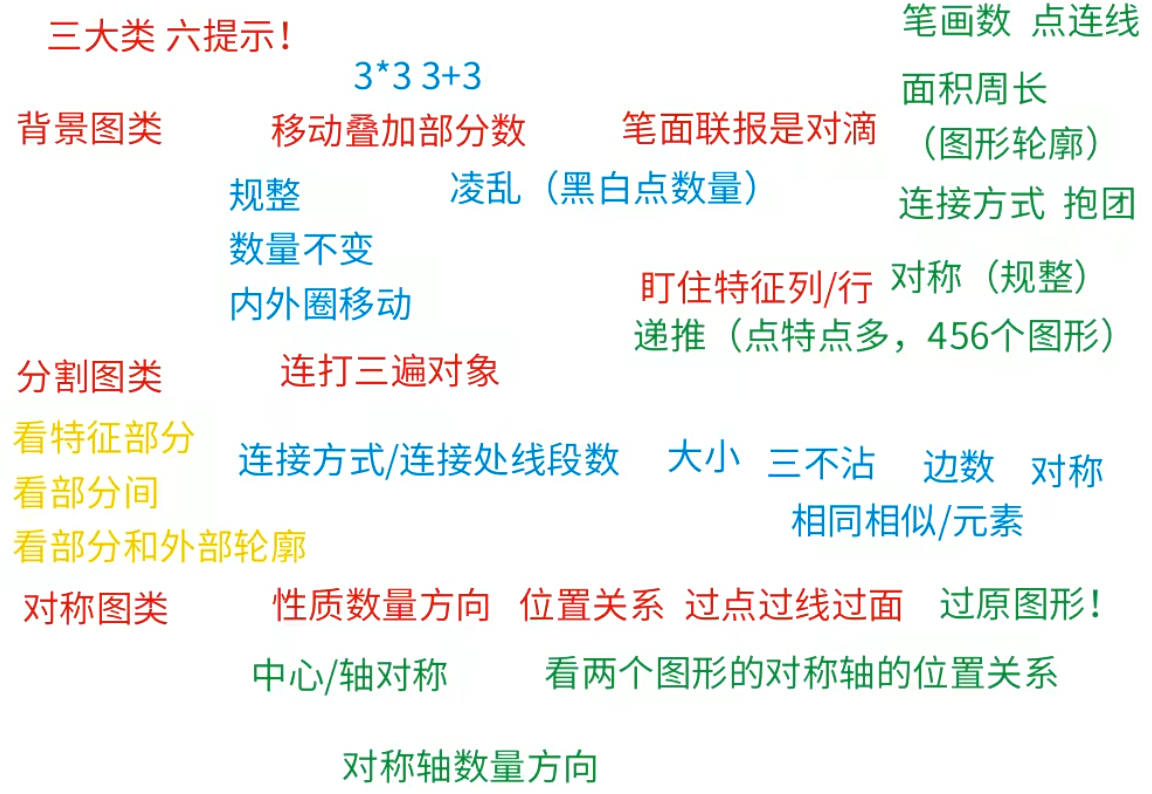 三大类 六提示！
笔画数 点连线
3*3 3+3
面积周长
背景图类
移动叠加部分数
笔面联报是对滴
（图形轮廓）
规整
凌乱（黑白点数量）
连接方式 抱团
数量不变
盯住特征列/行
对称（规整）
内外圈移动
递推（点特点多，456个图形）
分割图类
连打三遍对象
看特征部分
连接方式/连接处线段数
大小
三不沾
边数
对称
看部分间
相同相似/元素
看部分和外部轮廓
对称图类
性质数量方向
位置关系
过点过线过面
过原图形！
中心/轴对称
看两个图形的对称轴的位置关系
对称轴数量方向